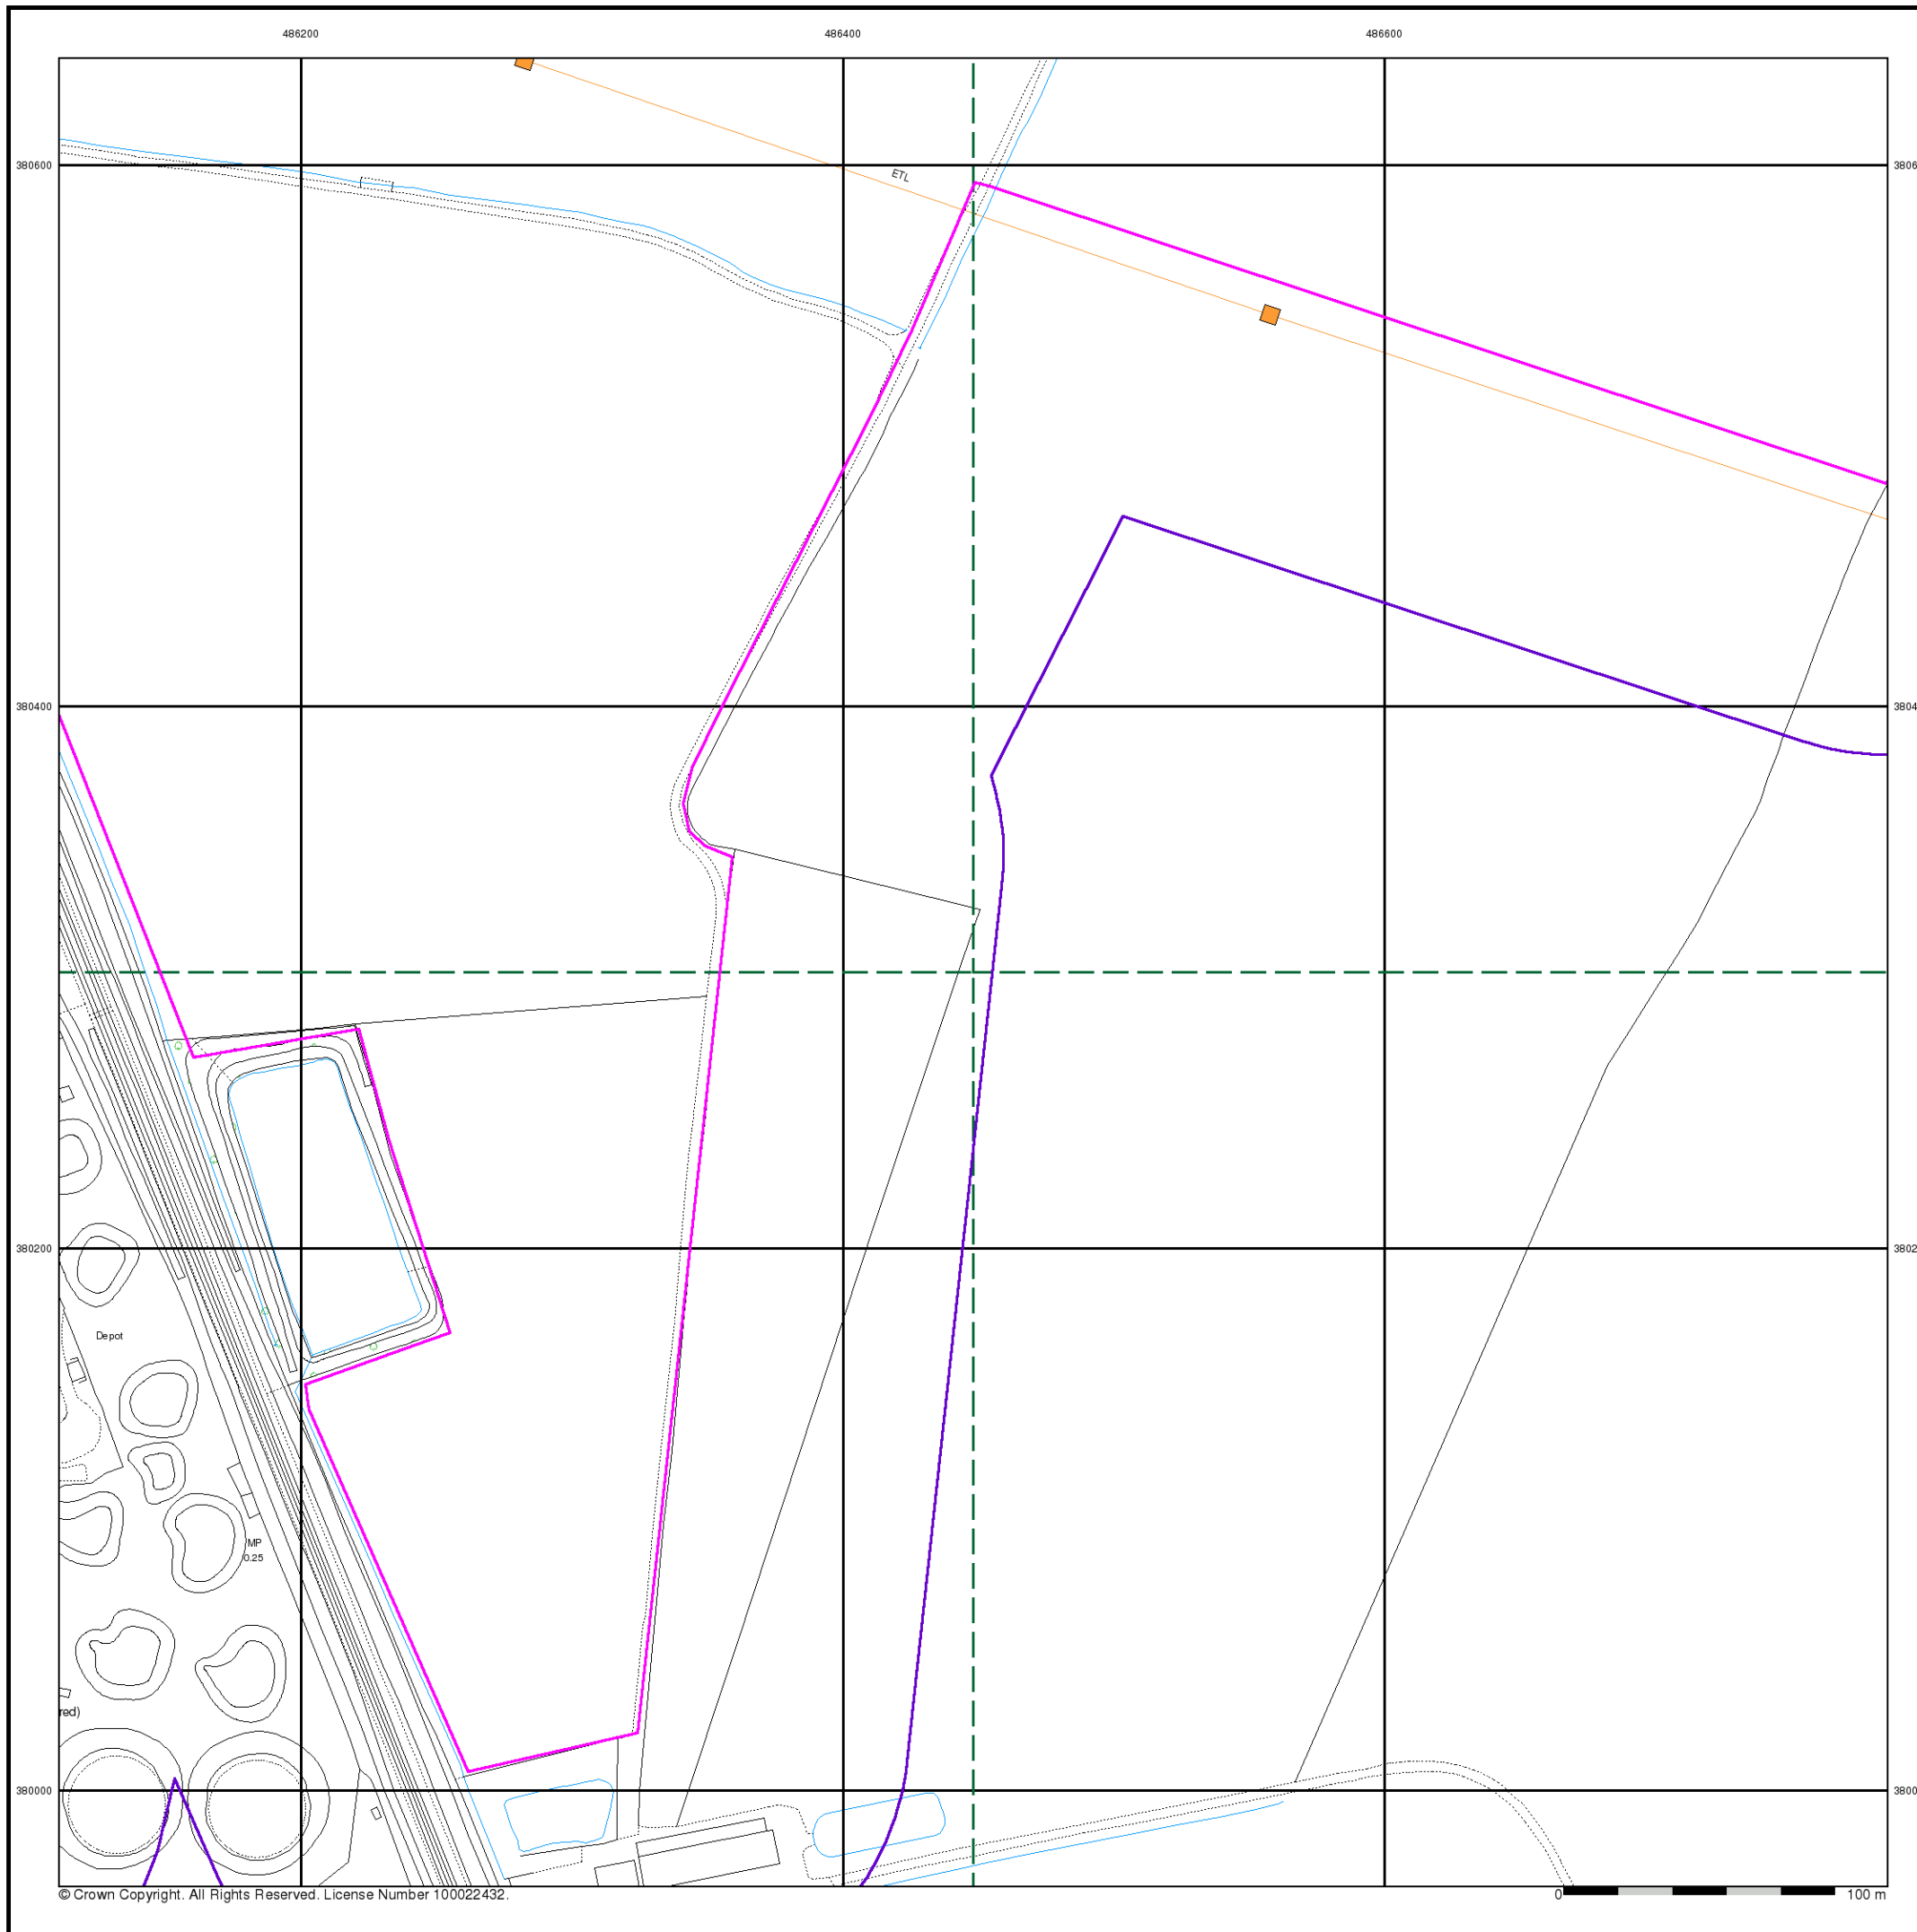 486200 486400 486600
380600 3806
ETL
380400 3804
380200 3802
Depot
MP
0.25
red)
380000 3800
© Crown Copyright. All Rights Reserved. License Number 100022432.
0 100 m